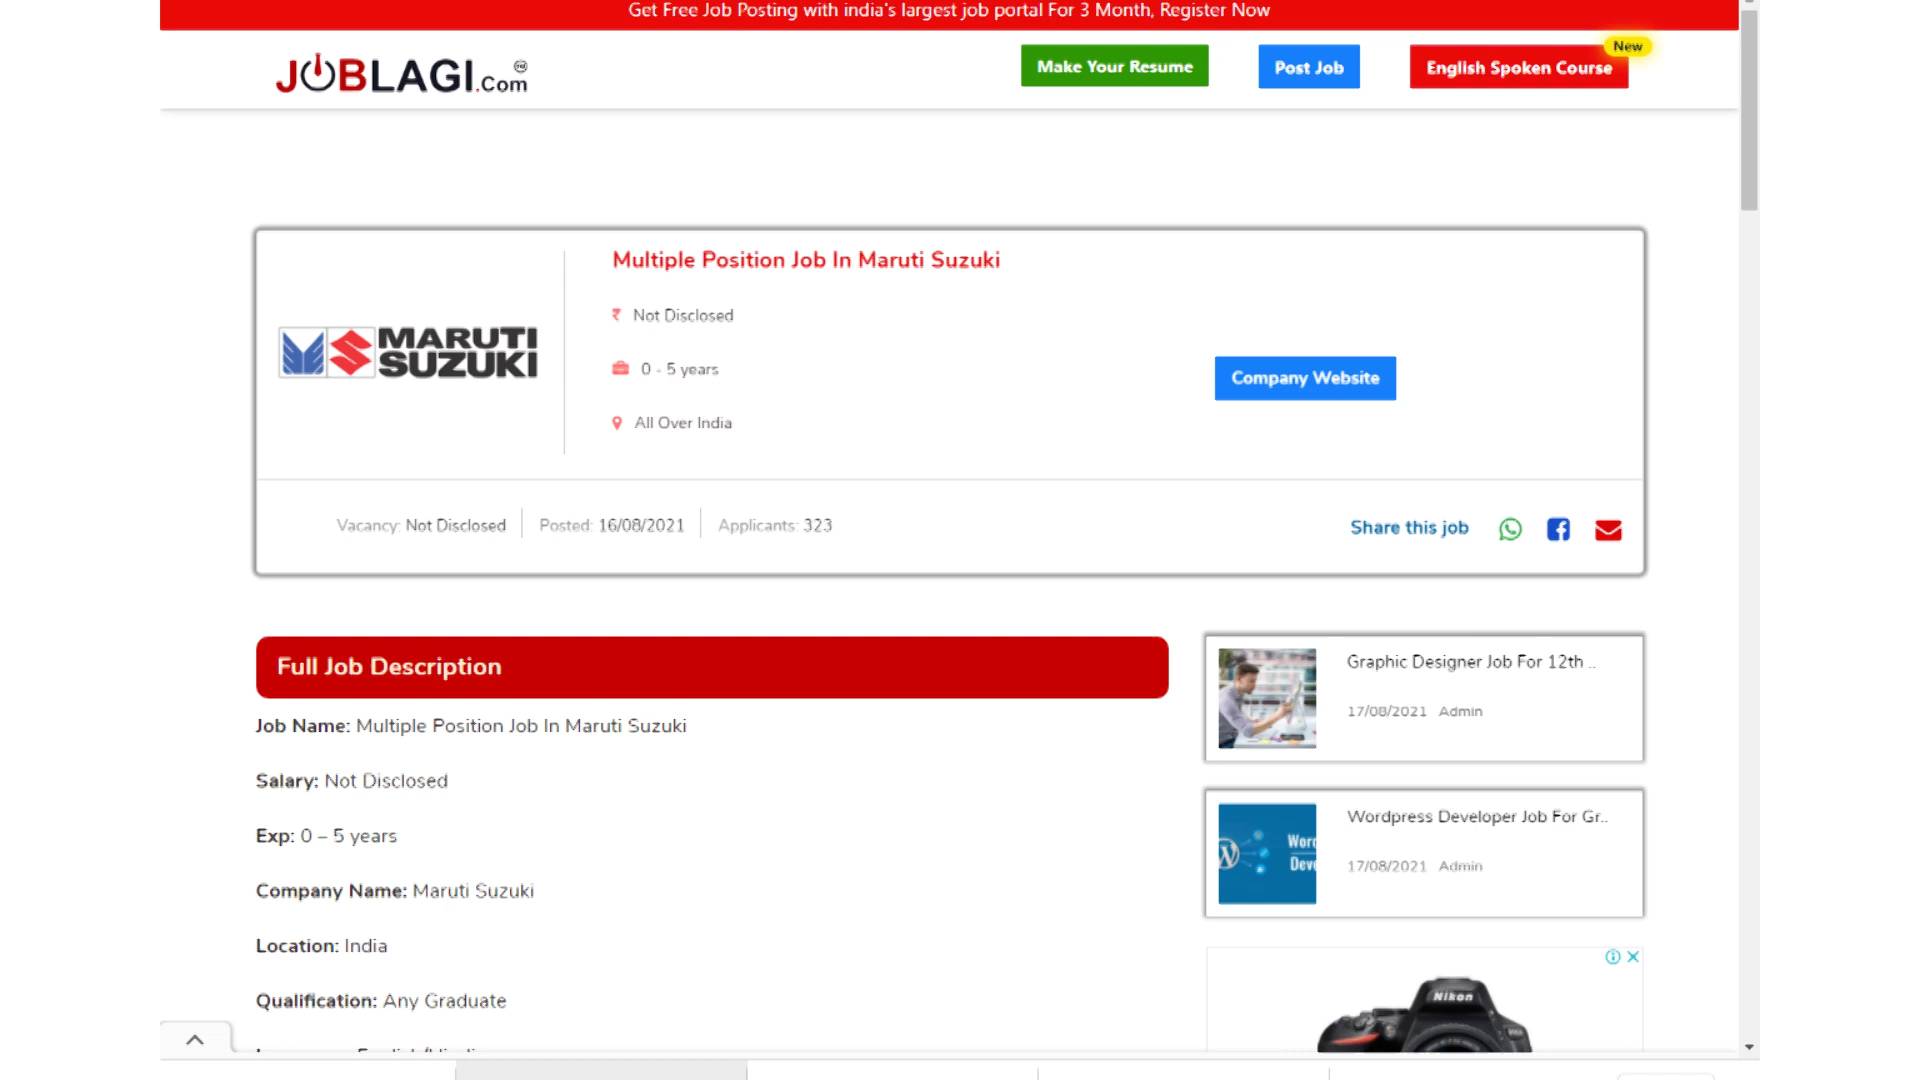 Get Free Job Posting with india's largest job portal For 3 Month, Register Now
JOBLAGI.Com
Make Your Resume
Post Job
English Spoken Course
New
Multiple Position Job In Maruti Suzuki
MARUTI
SUZUKI
₹ Not Disclosed
0 - 5 years
Company Website
All Over India
Vacancy: Not Disclosed
Posted: 16/08/2021
Applicants: 323
Share this job
Full Job Description
Job Name: Multiple Position Job In Maruti Suzuki
Salary: Not Disclosed
Exp: 0 – 5 years
Company Name: Maruti Suzuki
Location: India
Qualification: Any Graduate
Graphic Designer Job For 12th ..
17/08/2021 Admin
Wordpress Developer Job For Gr..
17/08/2021 Admin
Nikon